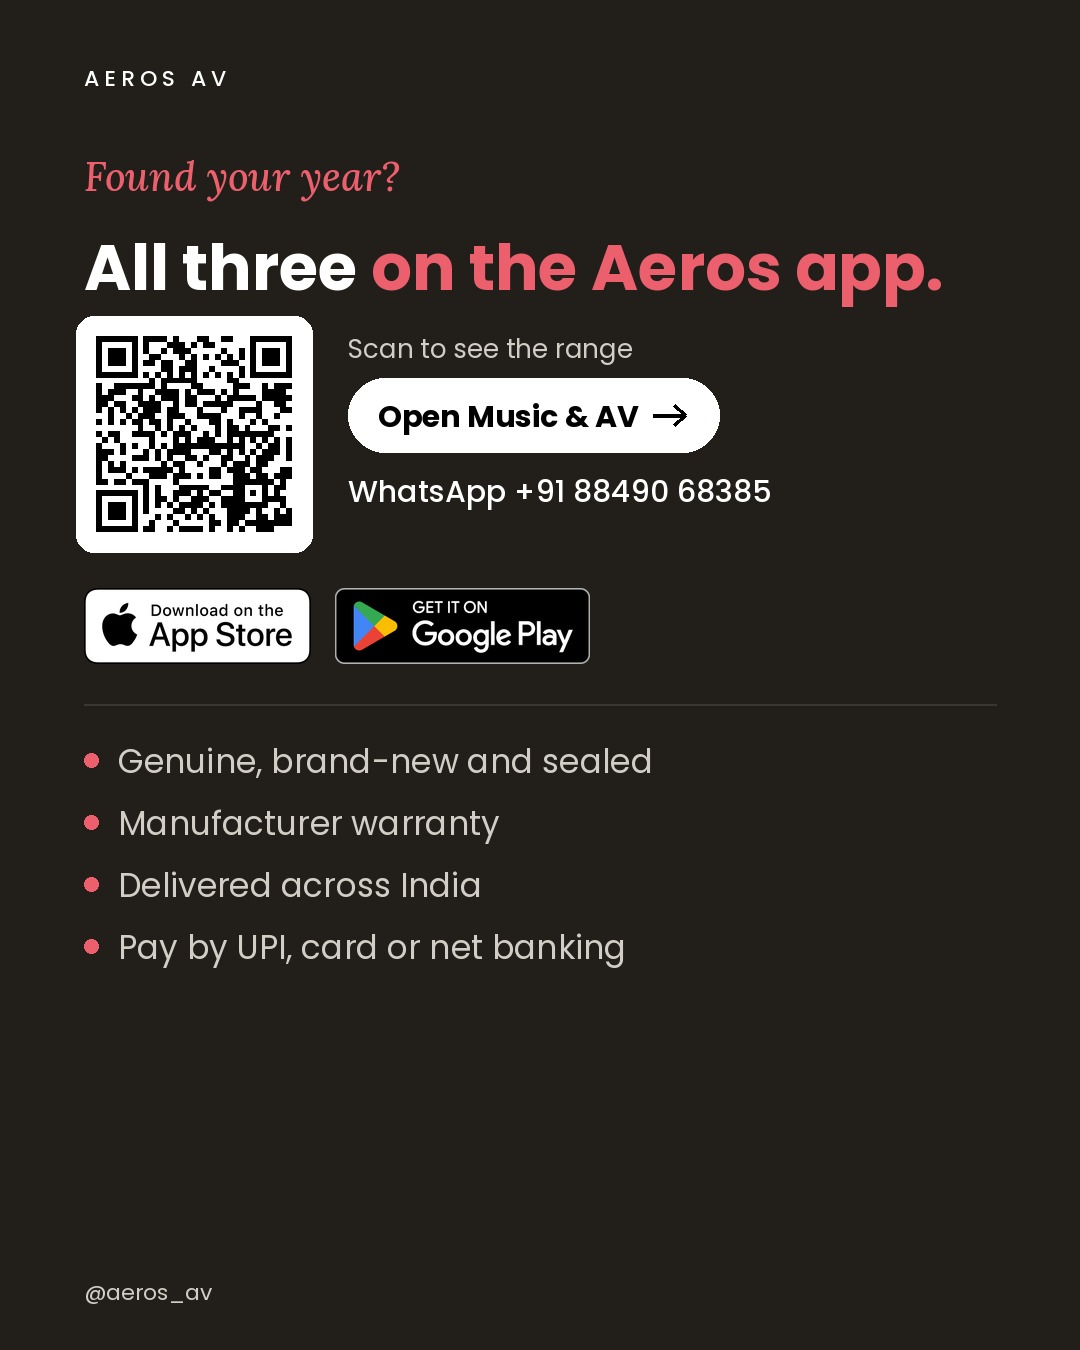 AEROS AV
Found your year?
All three on the Aeros app.
Scan to see the range
Open Music & AV →
WhatsApp +91 88490 68385
Download on the
App Store
GET IT ON
Google Play
Genuine, brand-new and sealed
Manufacturer warranty
Delivered across India
Pay by UPI, card or net banking
@aeros_av